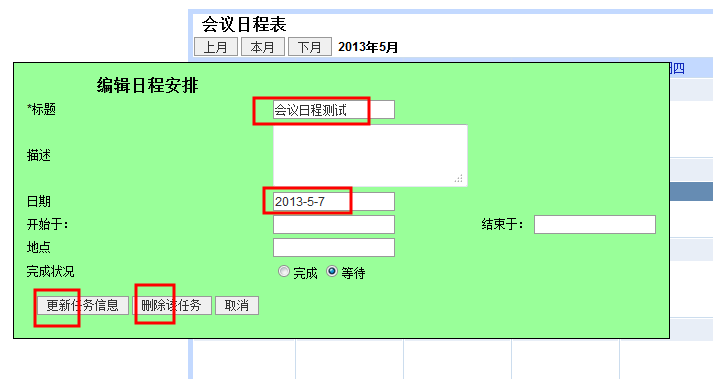 会议日程表
上月 本月 下月 2013年5月
四
编辑日程安排
*标题 会议日程测试
描述
日期 2013-5-7
开始于： 结束于：
地点
完成状况 完成 等待
更新任务信息 删除该任务 取消